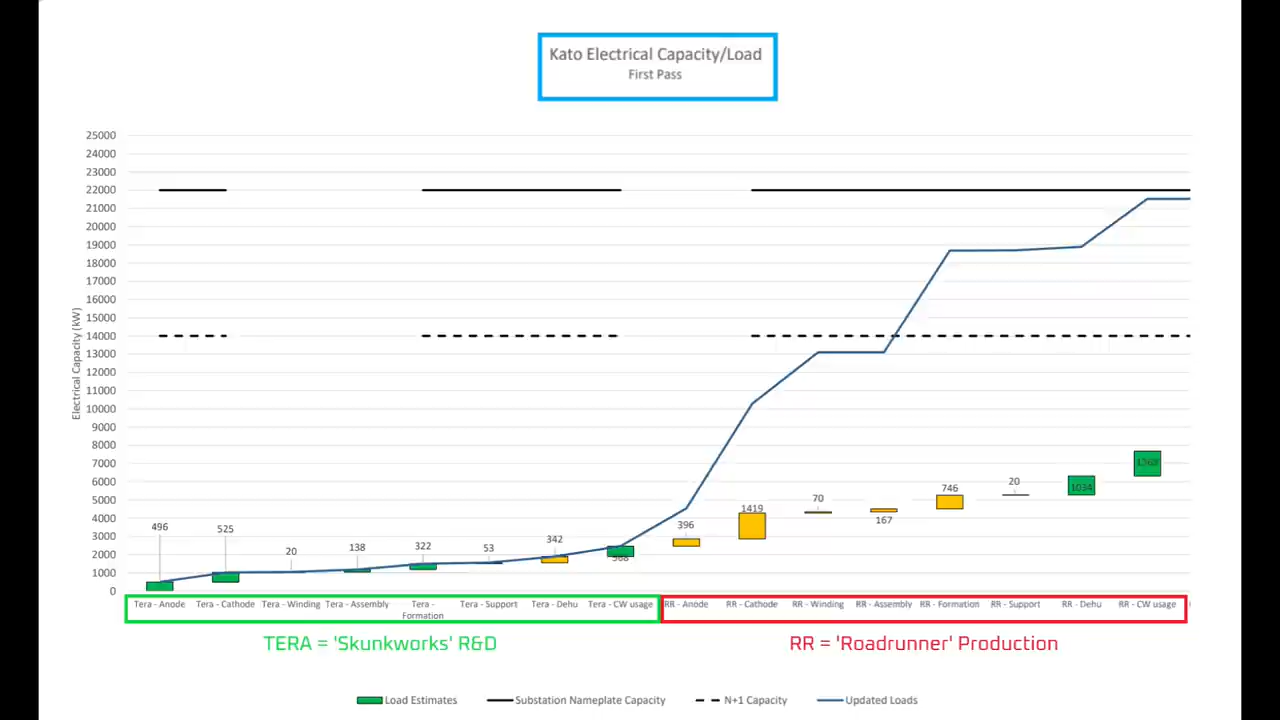 Kato Electrical Capacity/Load
First Pass
Electrical Capacity (kW)
25000
24000
23000
22000
21000
20000
19000
18000
17000
16000
15000
14000
13000
12000
11000
10000
9000
8000
7000
6000
5000
4000
3000
2000
1000
0
496
525
20
138
322
53
342
568
396
1419
70
167
746
20
1034
1368
Tera - Anode
Tera - Cathode
Tera - Winding
Tera - Assembly
Tera -
Formation
Tera - Support
Tera - Dehu
Tera - CW usage
RR - Anode
RR - Cathode
RR - Winding
RR - Assembly
RR - Formation
RR - Support
RR - Dehu
RR - CW usage
TERA = 'Skunkworks' R&D
RR = 'Roadrunner' Production
Load Estimates
Substation Nameplate Capacity
N+1 Capacity
Updated Loads